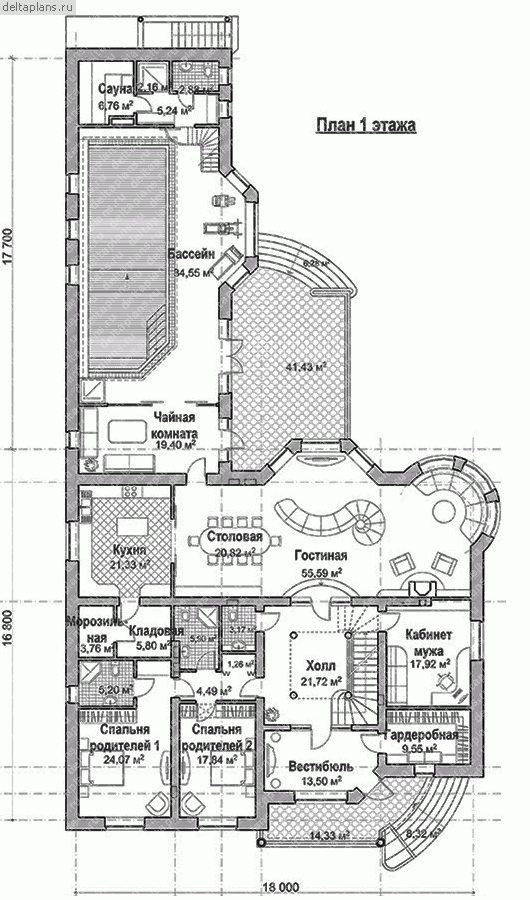 deltaplans.ru
План 1 этажа
Сауна
6,76 м²
2,16 м²
2,88 м²
5,24 м²
17 700
Бассейн
84,55 м²
6,28 м²
41,43 м²
Чайная
комната
19,40 м²
Кухня
21,33 м²
Столовая
20,82 м²
Гостиная
55,59 м²
16 800
Морозиль-
ная
3,76 м²
Кладовая
5,80 м²
5,50 м²
3,17 м²
1,26 м²
Холл
21,72 м²
Кабинет
мужа
17,92 м²
5,20 м²
4,49 м²
Спальня
родителей 1
24,07 м²
Спальня
родителей 2
17,84 м²
Вестибюль
13,50 м²
Гардеробная
9,55 м²
14,33 м²
8,32 м²
18 000